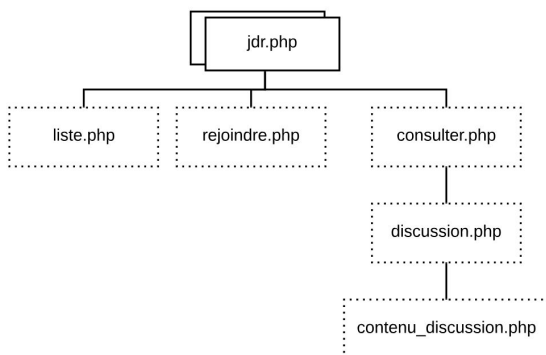 jdr.php
liste.php
rejoindre.php
consulter.php
discussion.php
contenu_discussion.php